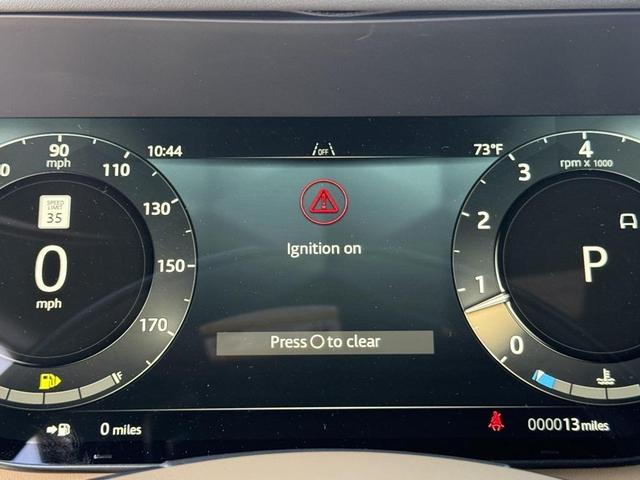 90
mph
110
130
150
170
SPEED
LIMIT
35
0
mph
F
0 miles
10:44
OFF
73°F
Ignition on
Press O to clear
4
rpm x 1000
3
2
1
0
P
A
000013 miles